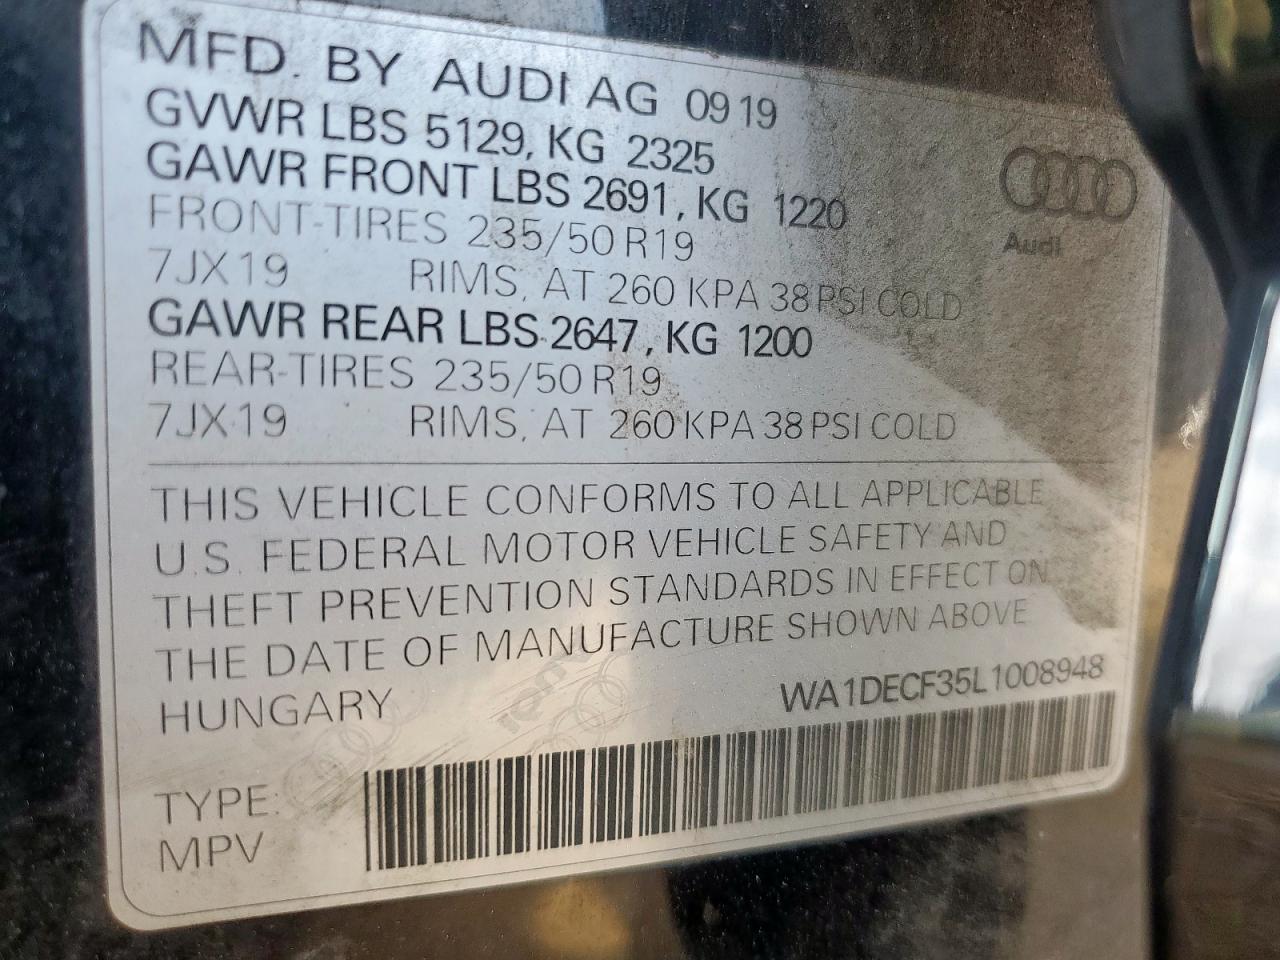 MFD. BY AUDI AG 0919
GVWR LBS 5129, KG 2325
GAWR FRONT LBS 2691, KG 1220
FRONT-TIRES 235/50 R19
7JX19 RIMS, AT 260 KPA 38 PSI COLD
GAWR REAR LBS 2647, KG 1200
REAR-TIRES 235/50 R19
7JX19 RIMS, AT 260 KPA 38 PSI COLD
Audi
THIS VEHICLE CONFORMS TO ALL APPLICABLE
U.S. FEDERAL MOTOR VEHICLE SAFETY AND
THEFT PREVENTION STANDARDS IN EFFECT ON
THE DATE OF MANUFACTURE SHOWN ABOVE
HUNGARY
WA1DECF35L1008948
TYPE:
MPV